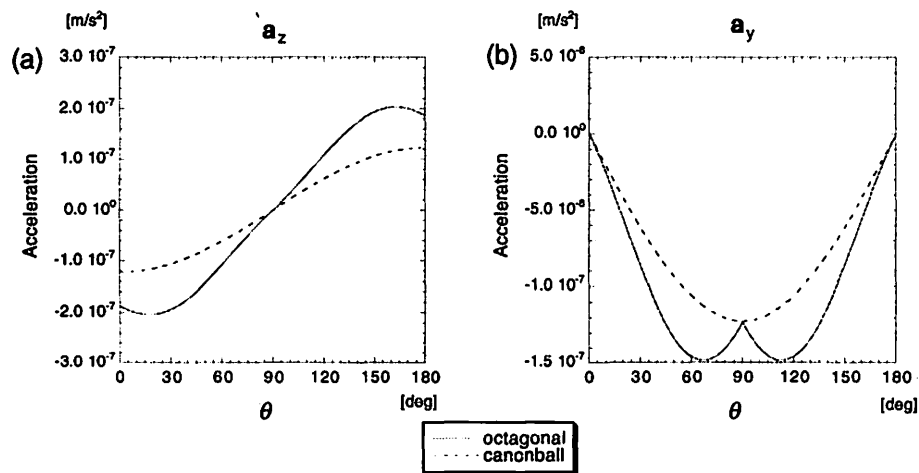 (a)
[m/s²]
a_z
3.0 10⁻⁷
2.0 10⁻⁷
1.0 10⁻⁷
0.0 10⁰
-1.0 10⁻⁷
-2.0 10⁻⁷
-3.0 10⁻⁷
Acceleration
0 30 60 90 120 150 180
θ
[deg]
(b)
[m/s²]
a_y
5.0 10⁻⁸
0.0 10⁰
-5.0 10⁻⁸
-1.0 10⁻⁷
-1.5 10⁻⁷
Acceleration
0 30 60 90 120 150 180
θ
[deg]
octagonal
canonball